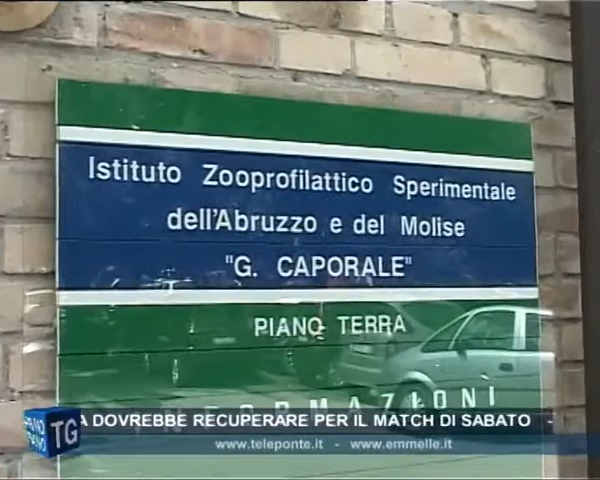 Istituto Zooprofilattico Sperimentale
dell'Abruzzo e del Molise
"G. CAPORALE"
PIANO TERRA
INFORMAZIONI
A DOVREBBE RECUPERARE PER IL MATCH DI SABATO -
www.teleponte.it - www.emmelle.it
TG